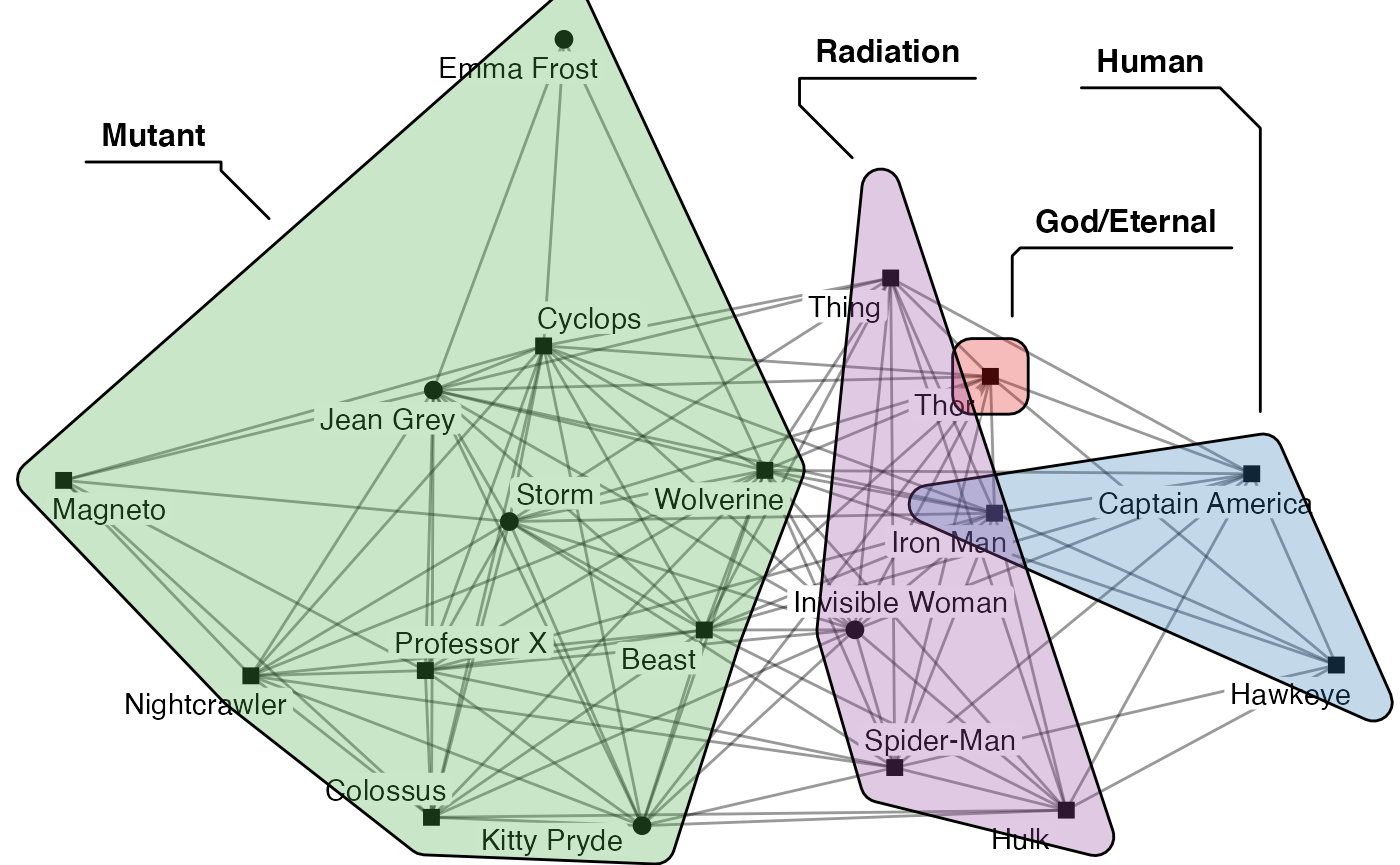 Radiation
Human
Emma Frost
Mutant
God/Eternal
Thing
Cyclops
Thor
Jean Grey
Storm
Wolverine
Captain America
Magneto
Iron Man
Invisible Woman
Professor X
Beast
Nightcrawler
Hawkeye
Spider-Man
Colossus
Kitty Pryde
Hulk